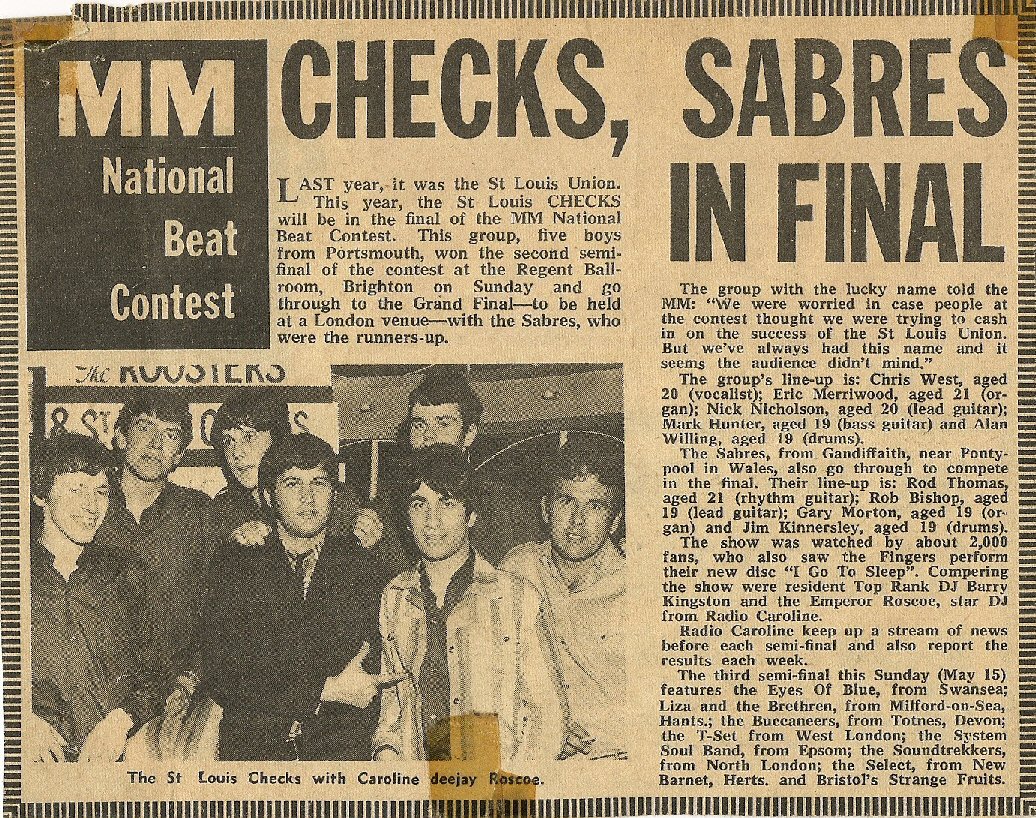 MM
National
Beat
Contest
CHECKS, SABRES
IN FINAL
LAST year, it was the St Louis Union.
This year, the St Louis CHECKS
will be in the final of the MM National
Beat Contest. This group, five boys
from Portsmouth, won the second semi-
final of the contest at the Regent Ball-
room, Brighton on Sunday and go
through to the Grand Final—to be held
at a London venue—with the Sabres, who
were the runners-up.
The ROOSTERS
& ST
The St Louis Checks with Caroline deejay Roscoe.
The group with the lucky name told the
MM: "We were worried in case people at
the contest thought we were trying to cash
in on the success of the St Louis Union.
But we've always had this name and it
seems the audience didn't mind."
The group's line-up is: Chris West, aged
20 (vocalist); Eric Merriwood, aged 21 (or-
gan); Nick Nicholson, aged 20 (lead guitar);
Mark Hunter, aged 19 (bass guitar) and Alan
Willing, aged 19 (drums).
The Sabres, from Gandiffaith, near Ponty-
pool in Wales, also go through to compete
in the final. Their line-up is: Rod Thomas,
aged 21 (rhythm guitar); Rob Bishop, aged
19 (lead guitar); Gary Morton, aged 19 (or-
gan) and Jim Kinnersley, aged 19 (drums).
The show was watched by about 2,000
fans, who also saw the Fingers perform
their new disc "I Go To Sleep". Compering
the show were resident Top Rank DJ Barry
Kingston and the Emperor Roscoe, star DJ
from Radio Caroline.
Radio Caroline keep up a stream of news
before each semi-final and also report the
results each week.
The third semi-final this Sunday (May 15)
features the Eyes Of Blue, from Swansea;
Liza and the Brethren, from Milford-on-Sea,
Hants.; the Buccaneers, from Totnes, Devon;
the T-Set from West London; the System
Soul Band, from Epsom; the Soundtrekkers,
from North London; the Select, from New
Barnet, Herts. and Bristol's Strange Fruits.